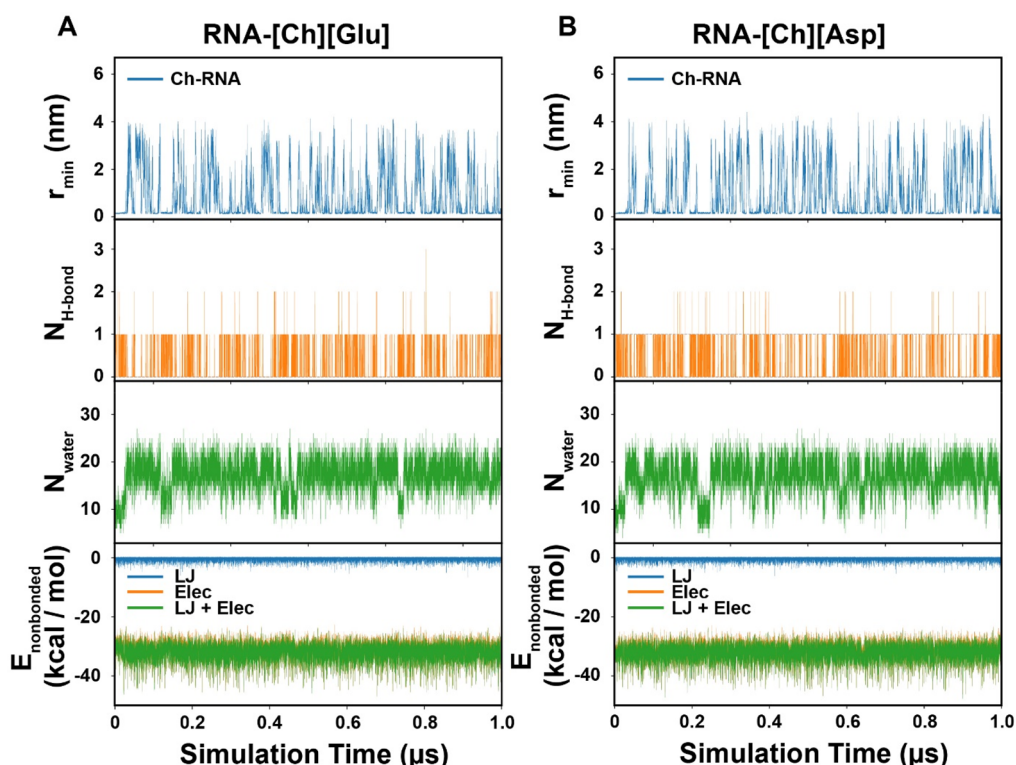 A
RNA-[Ch][Glu]
Ch-RNA
r_min (nm)
6
4
2
0
N_H-bond
3
2
1
0
N_water
30
20
10
E_nonbonded
(kcal / mol)
0
-20
-40
LJ
Elec
LJ + Elec
0
0.2
0.4
0.6
0.8
1.0
Simulation Time (µs)
B
RNA-[Ch][Asp]
Ch-RNA
r_min (nm)
6
4
2
0
N_H-bond
3
2
1
0
N_water
30
20
10
E_nonbonded
(kcal / mol)
0
-20
-40
LJ
Elec
LJ + Elec
0
0.2
0.4
0.6
0.8
1.0
Simulation Time (µs)